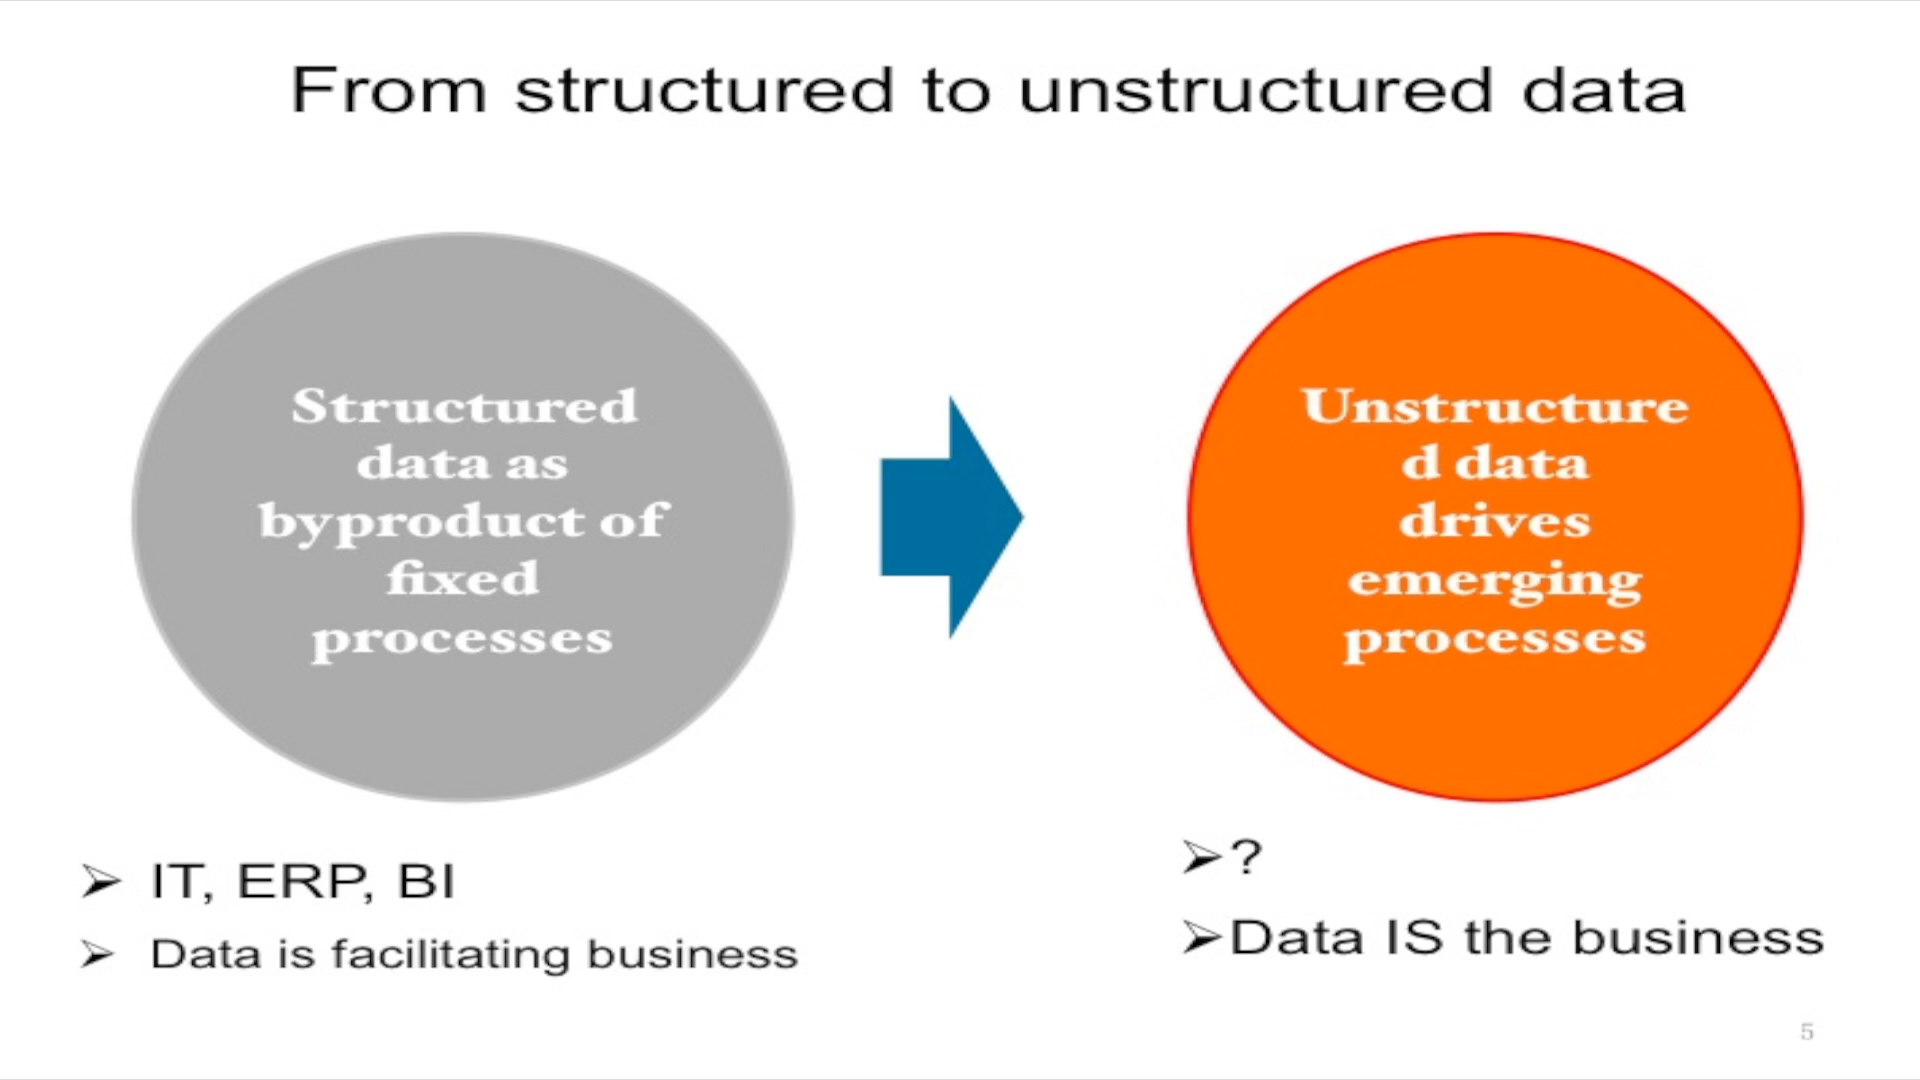 From structured to unstructured data
Structured
data as
byproduct of
fixed
processes
Unstructure
d data
drives
emerging
processes
➢ IT, ERP, BI
➢ Data is facilitating business
➢?
➢Data IS the business
5